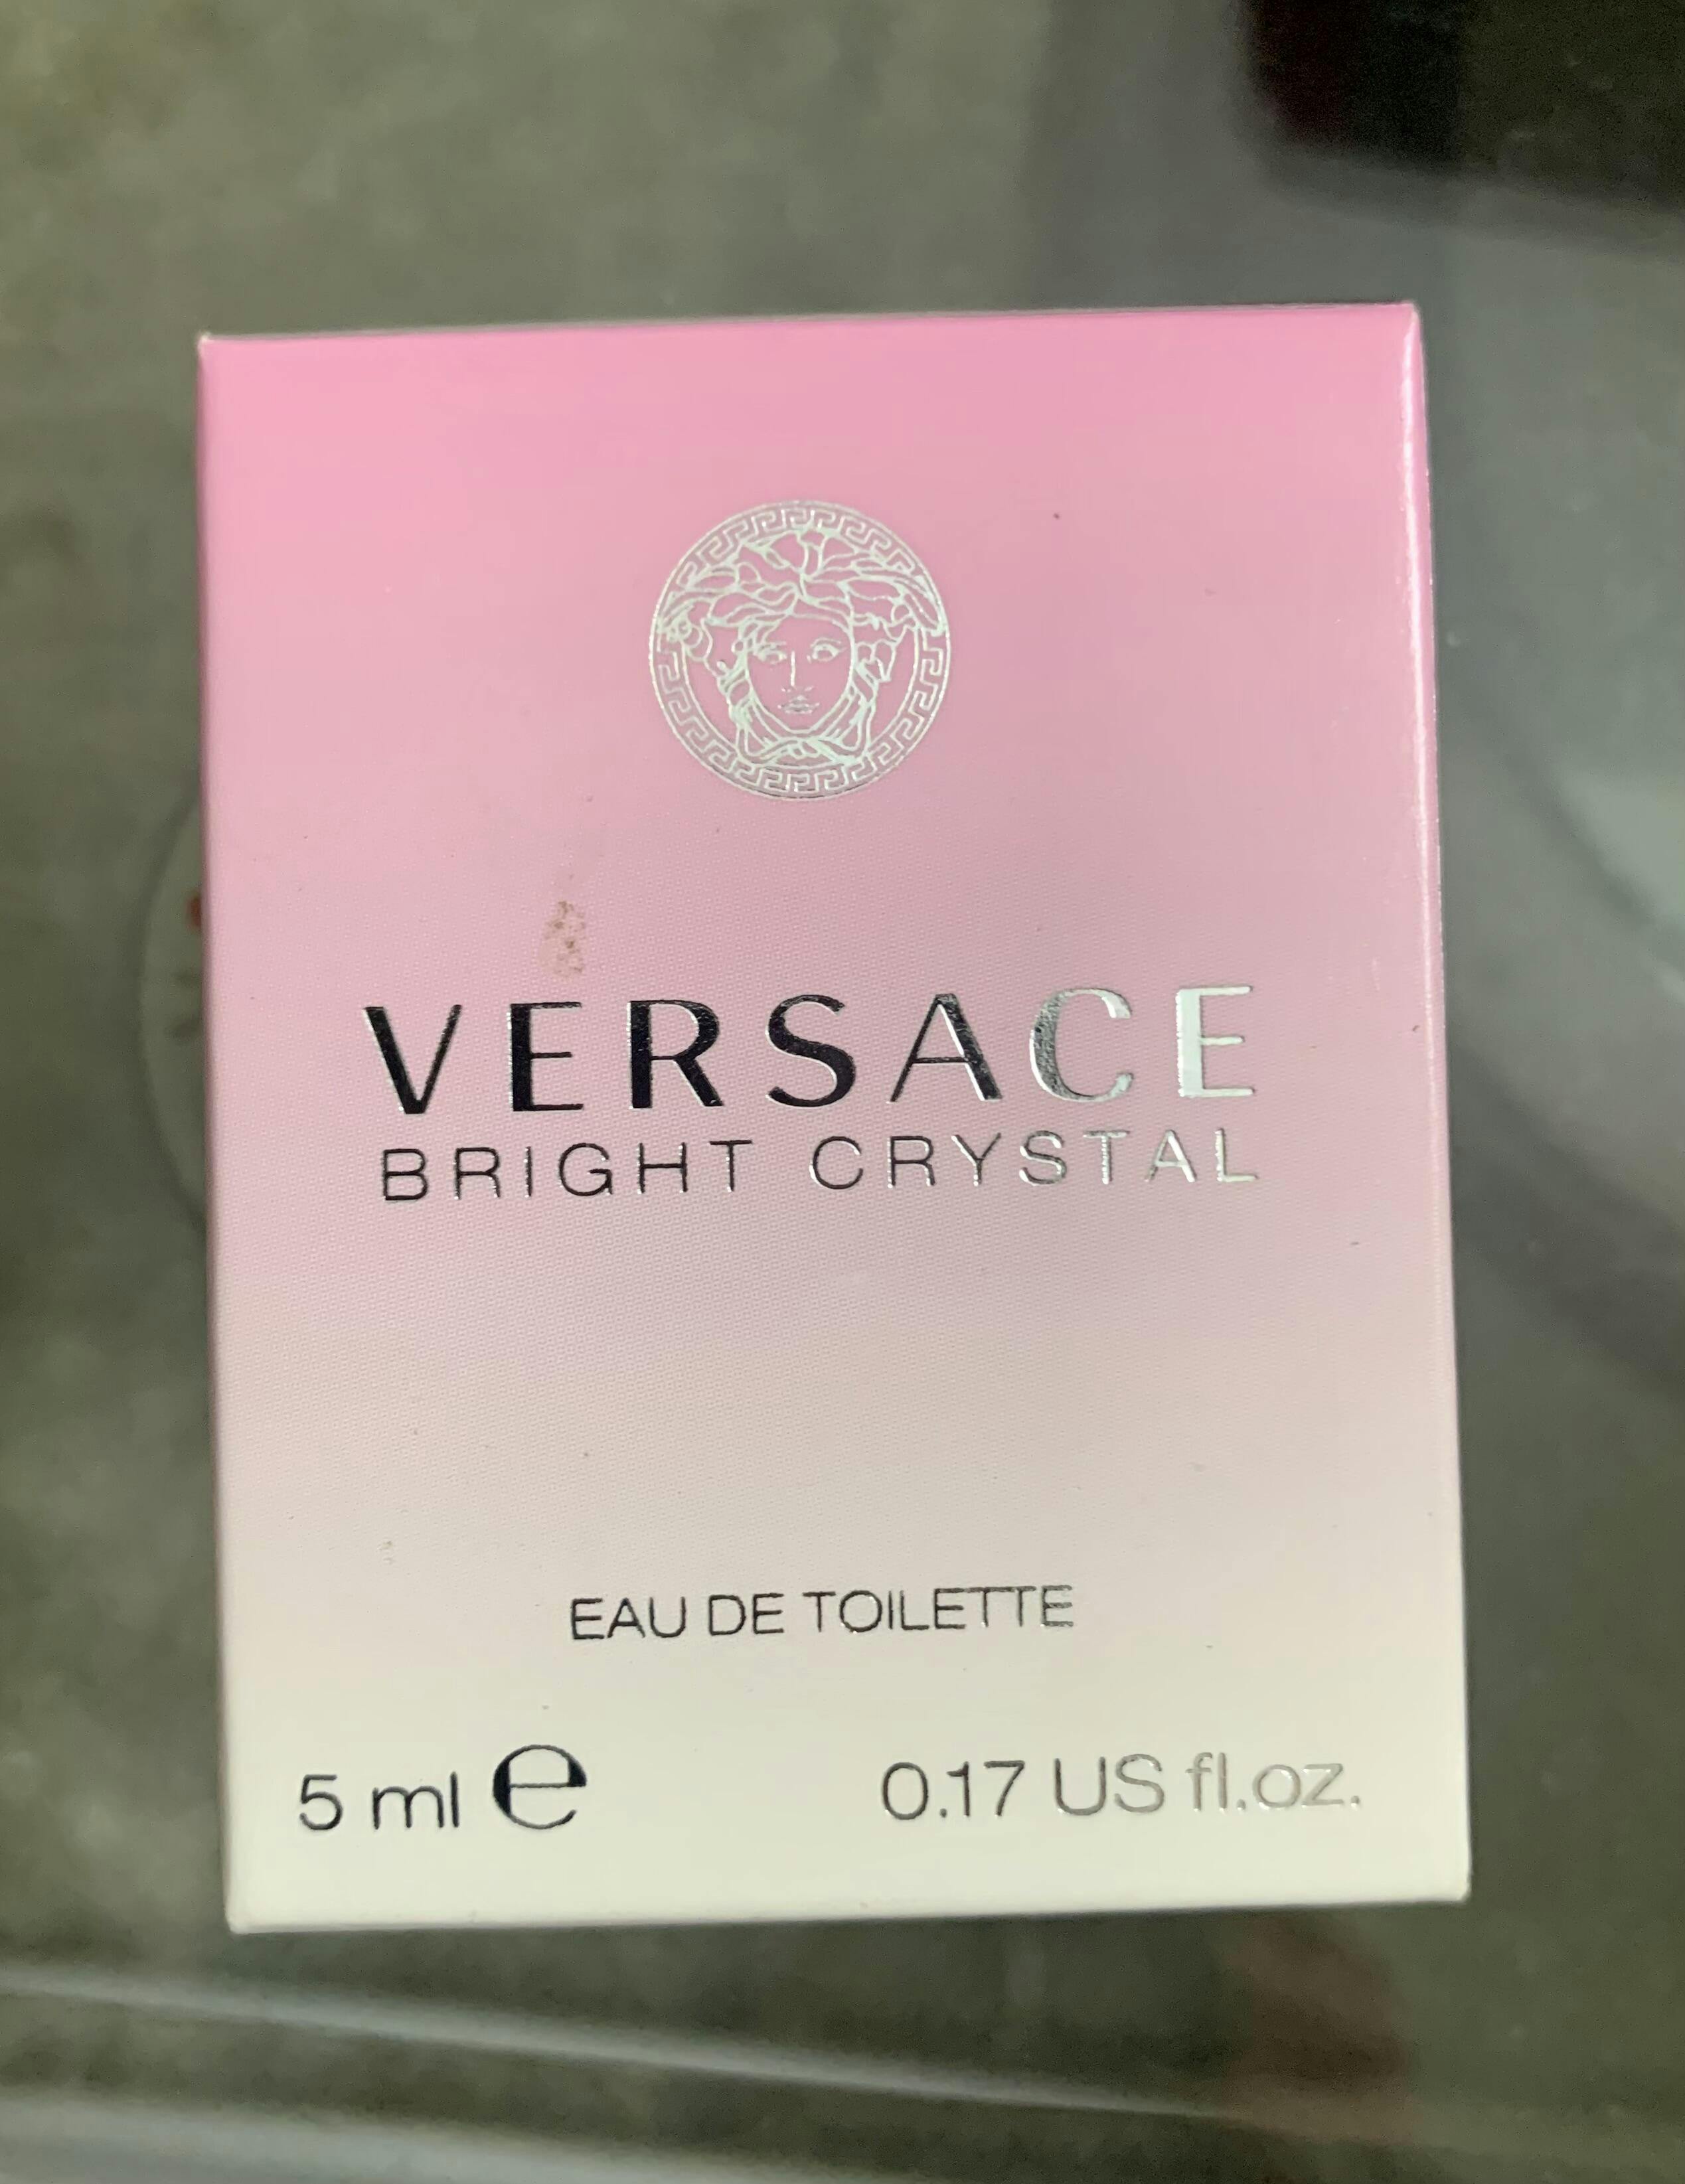 VERSACE
BRIGHT CRYSTAL
EAU DE TOILETTE
5 ml ℮ 0.17 US fl.oz.